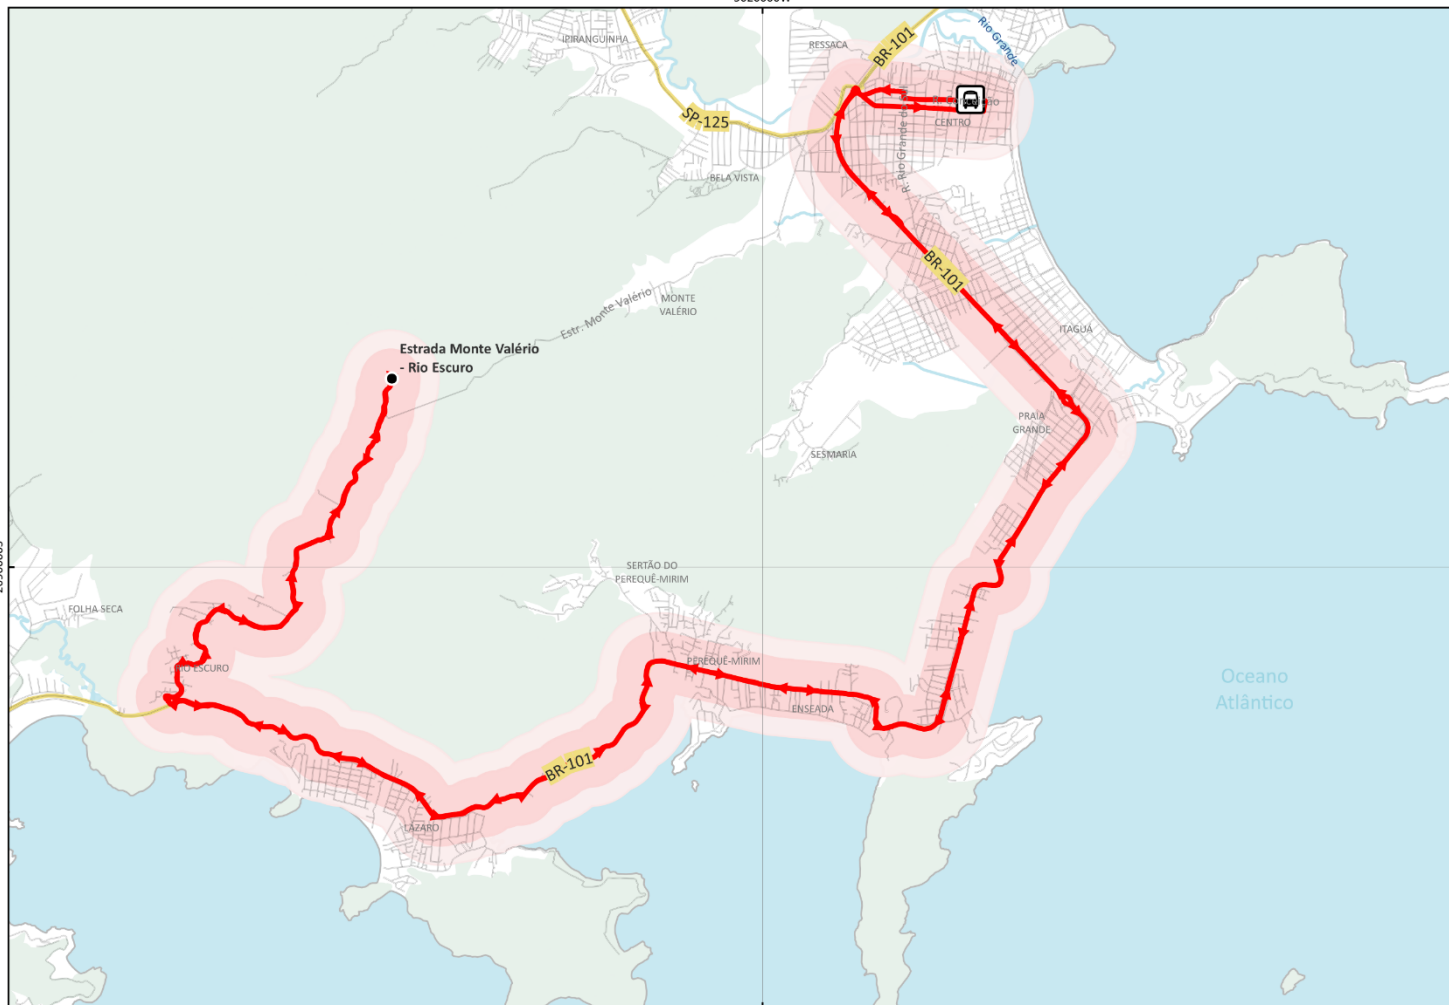 Rio Grande
IPIRANGUINHA
RESSACA
BR-101
SP-125
R. Rio Grande do Sul
CENTRO
BELA VISTA
BR-101
MONTE
VALÉRIO
Estr. Monte Valério
ITAGUÁ
Estrada Monte Valério
- Rio Escuro
PRAIA
GRANDE
SESMARIA
SERTÃO DO
PEREQUÊ-MIRIM
FOLHA SECA
RIO ESCURO
PEREQUÊ-MIRIM
Oceano
Atlântico
ENSEADA
BR-101
LÁZARO